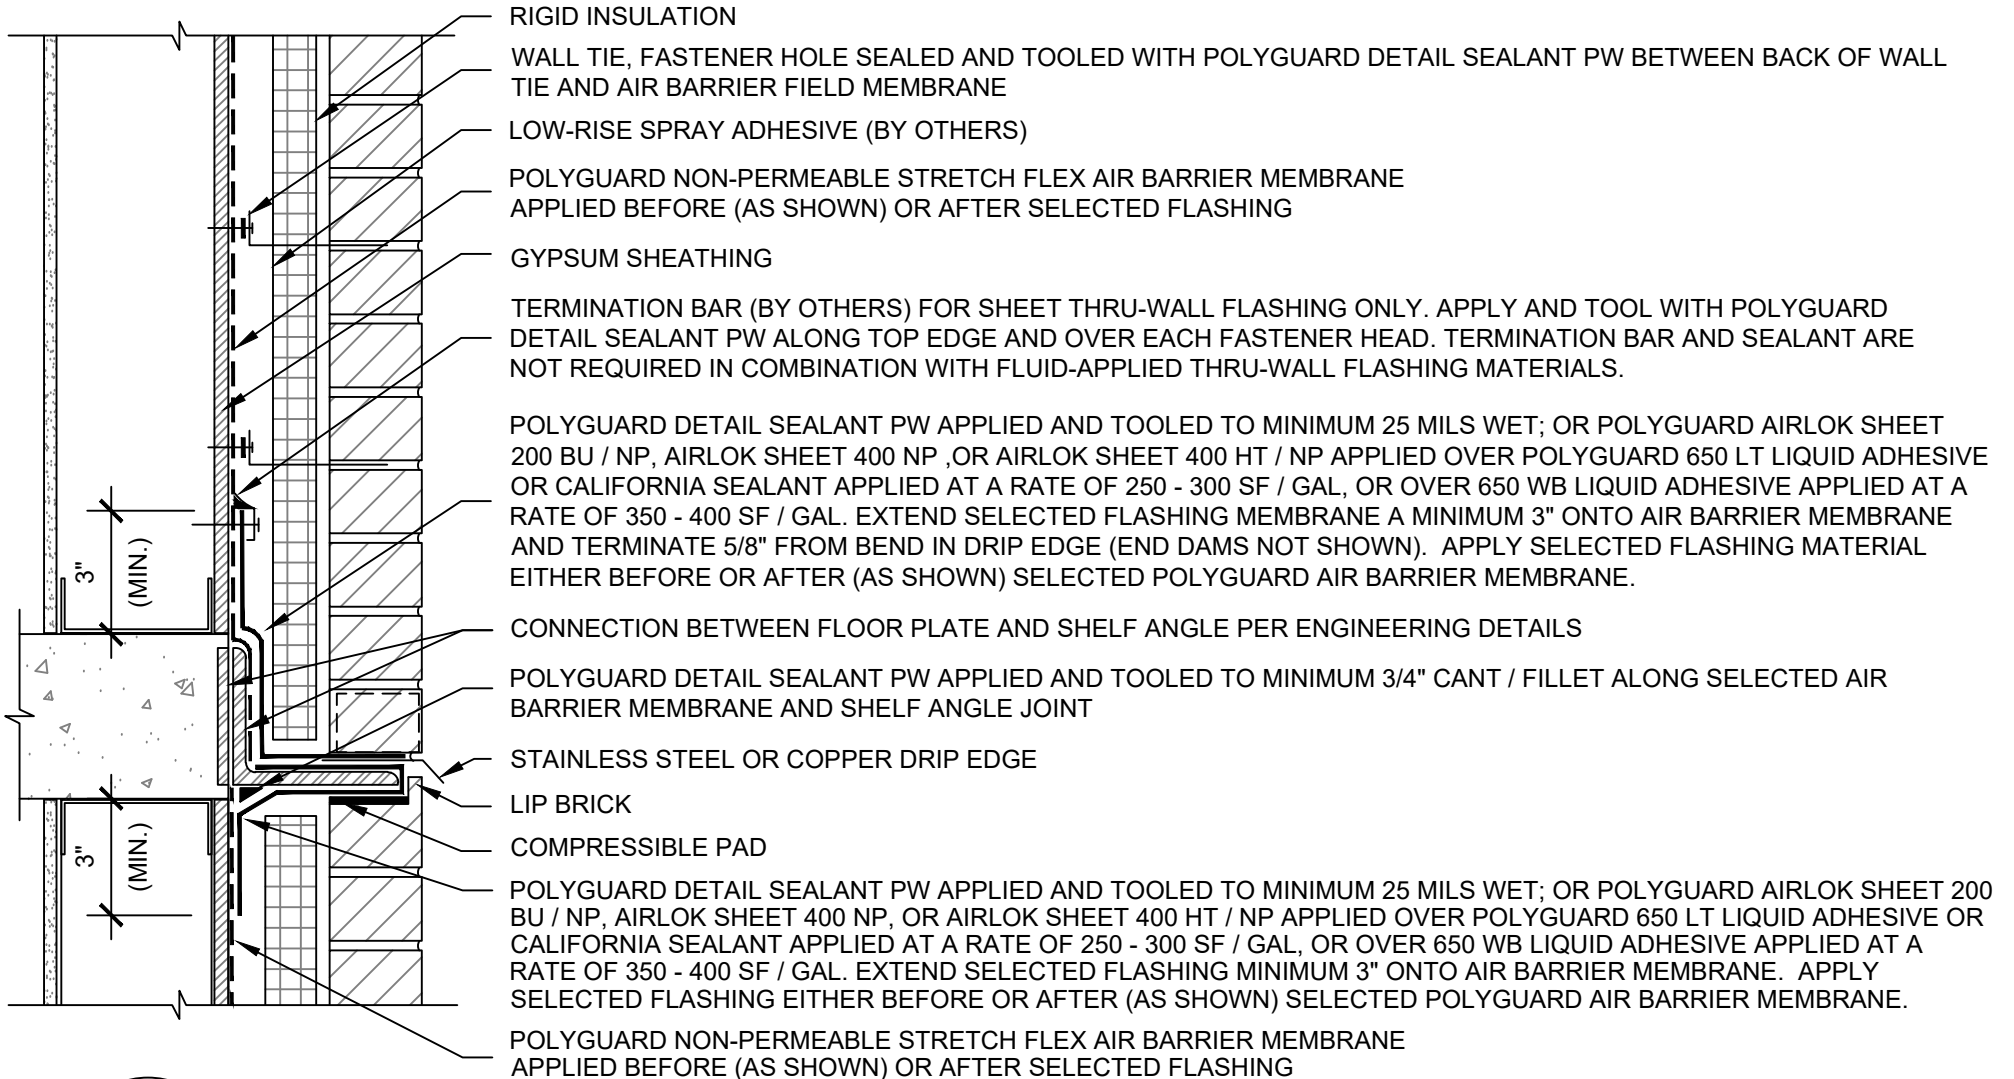 RIGID INSULATION
WALL TIE, FASTENER HOLE SEALED AND TOOLED WITH POLYGUARD DETAIL SEALANT PW BETWEEN BACK OF WALL
TIE AND AIR BARRIER FIELD MEMBRANE
LOW-RISE SPRAY ADHESIVE (BY OTHERS)
POLYGUARD NON-PERMEABLE STRETCH FLEX AIR BARRIER MEMBRANE
APPLIED BEFORE (AS SHOWN) OR AFTER SELECTED FLASHING
GYPSUM SHEATHING
TERMINATION BAR (BY OTHERS) FOR SHEET THRU-WALL FLASHING ONLY. APPLY AND TOOL WITH POLYGUARD
DETAIL SEALANT PW ALONG TOP EDGE AND OVER EACH FASTENER HEAD. TERMINATION BAR AND SEALANT ARE
NOT REQUIRED IN COMBINATION WITH FLUID-APPLIED THRU-WALL FLASHING MATERIALS.
POLYGUARD DETAIL SEALANT PW APPLIED AND TOOLED TO MINIMUM 25 MILS WET; OR POLYGUARD AIRLOK SHEET
200 BU / NP, AIRLOK SHEET 400 NP ,OR AIRLOK SHEET 400 HT / NP APPLIED OVER POLYGUARD 650 LT LIQUID ADHESIVE
OR CALIFORNIA SEALANT APPLIED AT A RATE OF 250 - 300 SF / GAL, OR OVER 650 WB LIQUID ADHESIVE APPLIED AT A
RATE OF 350 - 400 SF / GAL. EXTEND SELECTED FLASHING MEMBRANE A MINIMUM 3" ONTO AIR BARRIER MEMBRANE
AND TERMINATE 5/8" FROM BEND IN DRIP EDGE (END DAMS NOT SHOWN). APPLY SELECTED FLASHING MATERIAL
EITHER BEFORE OR AFTER (AS SHOWN) SELECTED POLYGUARD AIR BARRIER MEMBRANE.
3"
(MIN.)
CONNECTION BETWEEN FLOOR PLATE AND SHELF ANGLE PER ENGINEERING DETAILS
POLYGUARD DETAIL SEALANT PW APPLIED AND TOOLED TO MINIMUM 3/4" CANT / FILLET ALONG SELECTED AIR
BARRIER MEMBRANE AND SHELF ANGLE JOINT
STAINLESS STEEL OR COPPER DRIP EDGE
LIP BRICK
COMPRESSIBLE PAD
3"
(MIN.)
POLYGUARD DETAIL SEALANT PW APPLIED AND TOOLED TO MINIMUM 25 MILS WET; OR POLYGUARD AIRLOK SHEET 200
BU / NP, AIRLOK SHEET 400 NP, OR AIRLOK SHEET 400 HT / NP APPLIED OVER POLYGUARD 650 LT LIQUID ADHESIVE OR
CALIFORNIA SEALANT APPLIED AT A RATE OF 250 - 300 SF / GAL, OR OVER 650 WB LIQUID ADHESIVE APPLIED AT A
RATE OF 350 - 400 SF / GAL. EXTEND SELECTED FLASHING MINIMUM 3" ONTO AIR BARRIER MEMBRANE. APPLY
SELECTED FLASHING EITHER BEFORE OR AFTER (AS SHOWN) SELECTED POLYGUARD AIR BARRIER MEMBRANE.
POLYGUARD NON-PERMEABLE STRETCH FLEX AIR BARRIER MEMBRANE
APPLIED BEFORE (AS SHOWN) OR AFTER SELECTED FLASHING